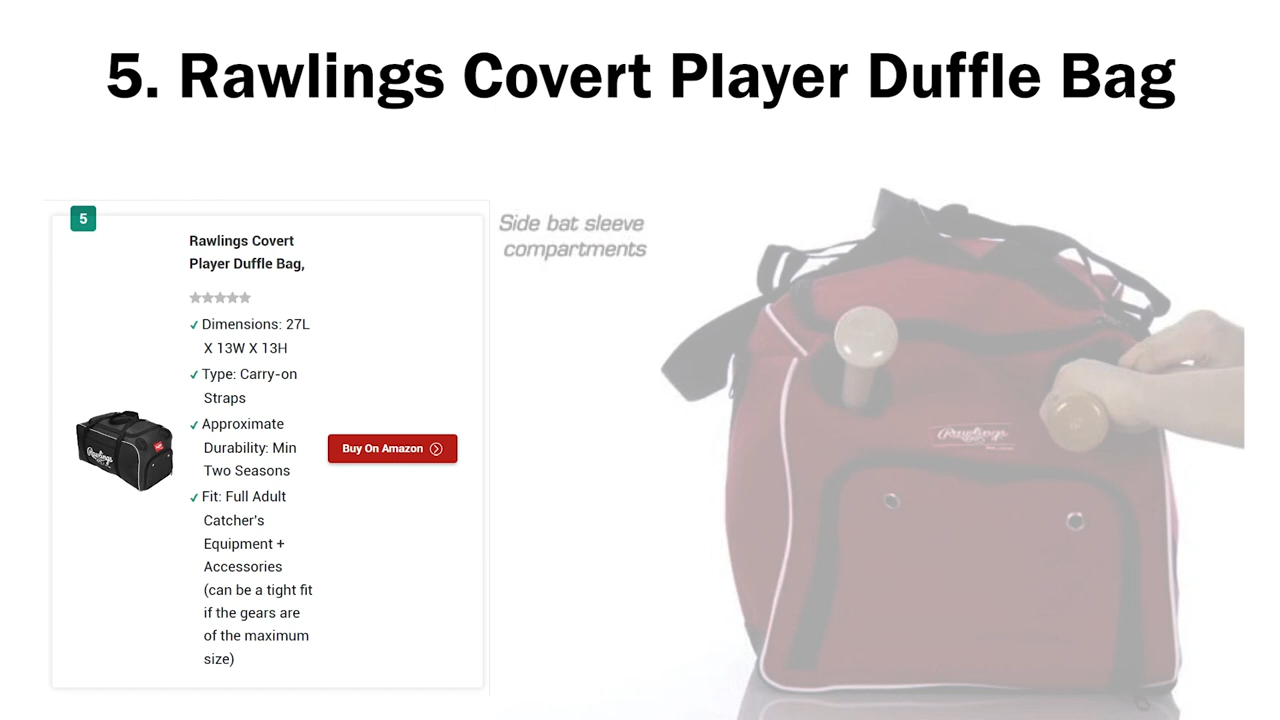 5. Rawlings Covert Player Duffle Bag
5
Rawlings Covert
Player Duffle Bag,
✓ Dimensions: 27L
X 13W X 13H
✓ Type: Carry-on
Straps
✓ Approximate
Durability: Min
Two Seasons
✓ Fit: Full Adult
Catcher's
Equipment +
Accessories
(can be a tight fit
if the gears are
of the maximum
size)
Rawlings
Buy On Amazon
Side bat sleeve
compartments
Rawlings